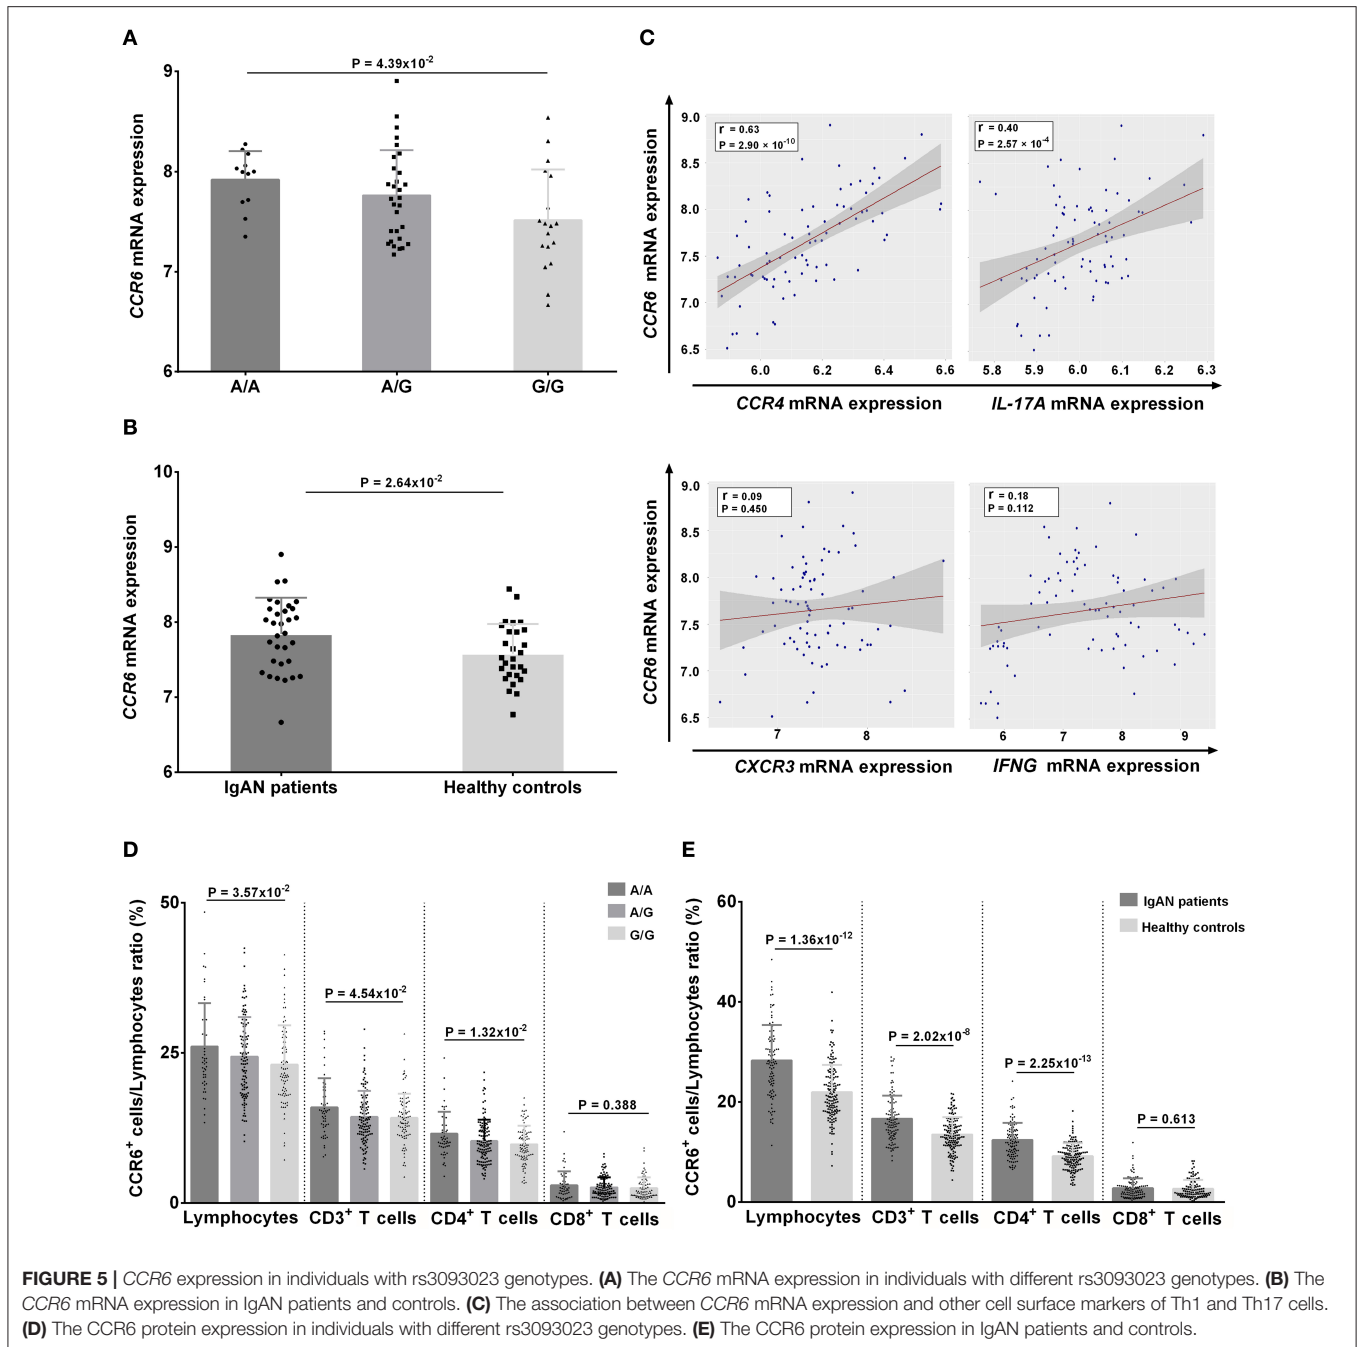 A
P = 4.39x10-2
CCR6 mRNA expression
9
8
7
6
A/A
A/G
G/G
B
P = 2.64x10-2
CCR6 mRNA expression
10
9
8
7
6
IgAN patients
Healthy controls
C
CCR6 mRNA expression
9.0
8.5
8.0
7.5
7.0
6.5
r = 0.63
P = 2.90 × 10-10
6.0
6.2
6.4
6.6
CCR4 mRNA expression
r = 0.40
P = 2.57 × 10-4
5.8
5.9
6.0
6.1
6.2
6.3
IL-17A mRNA expression
CCR6 mRNA expression
9.0
8.5
8.0
7.5
7.0
6.5
r = 0.09
P = 0.450
7
8
CXCR3 mRNA expression
r = 0.18
P = 0.112
6
7
8
9
IFNG mRNA expression
D
CCR6+ cells/Lymphocytes ratio (%)
50
25
0
P = 3.57x10-2
P = 4.54x10-2
P = 1.32x10-2
P = 0.388
A/A
A/G
G/G
Lymphocytes
CD3+ T cells
CD4+ T cells
CD8+ T cells
E
CCR6+ cells/Lymphocytes ratio (%)
60
40
20
0
P = 1.36x10-12
P = 2.02x10-8
P = 2.25x10-13
P = 0.613
IgAN patients
Healthy controls
Lymphocytes
CD3+ T cells
CD4+ T cells
CD8+ T cells
FIGURE 5 | CCR6 expression in individuals with rs3093023 genotypes. (A) The CCR6 mRNA expression in individuals with different rs3093023 genotypes. (B) The
CCR6 mRNA expression in IgAN patients and controls. (C) The association between CCR6 mRNA expression and other cell surface markers of Th1 and Th17 cells.
(D) The CCR6 protein expression in individuals with different rs3093023 genotypes. (E) The CCR6 protein expression in IgAN patients and controls.